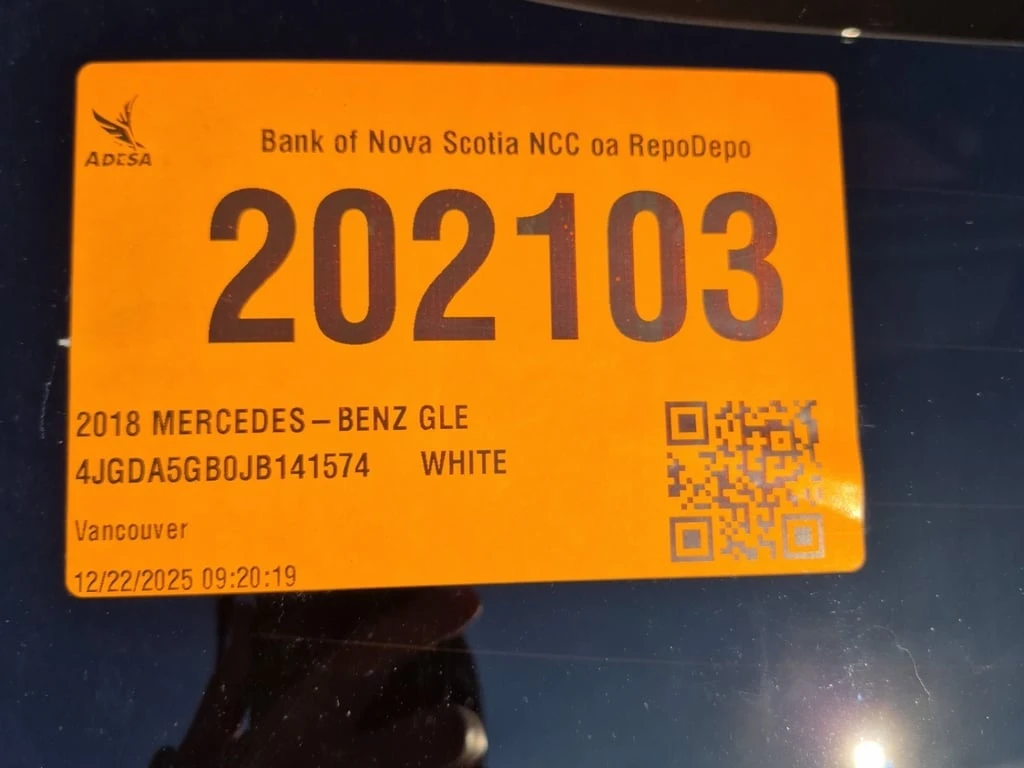 ADESA
Bank of Nova Scotia NCC oa RepoDepo
202103
2018 MERCEDES-BENZ GLE
4JGDA5GB0JB141574 WHITE
Vancouver
12/22/2025 09:20:19